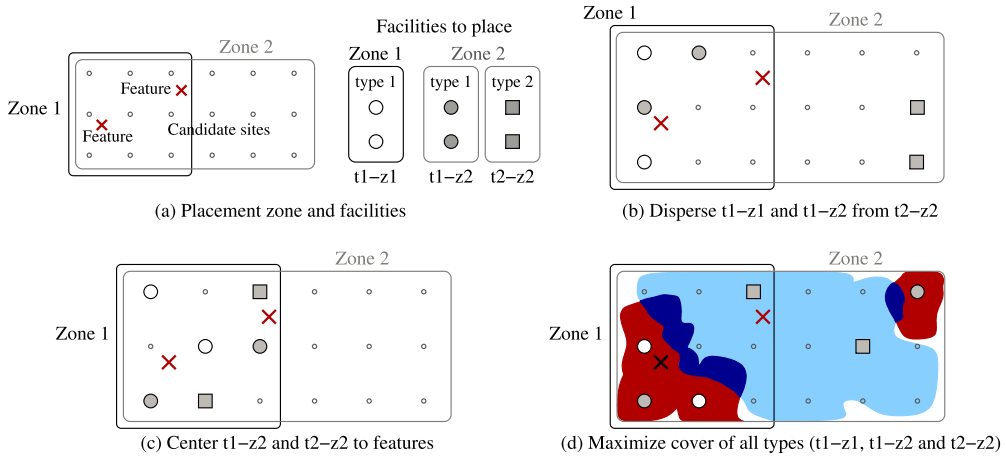 Zone 2
Zone 1
Feature
Candidate sites
Feature
Facilities to place
Zone 1
Zone 2
type 1
type 1
type 2
t1−z1
t1−z2
t2−z2
(a) Placement zone and facilities
Zone 1
Zone 2
(b) Disperse t1−z1 and t1−z2 from t2−z2
Zone 2
Zone 1
(c) Center t1−z2 and t2−z2 to features
Zone 2
Zone 1
(d) Maximize cover of all types (t1−z1, t1−z2 and t2−z2)